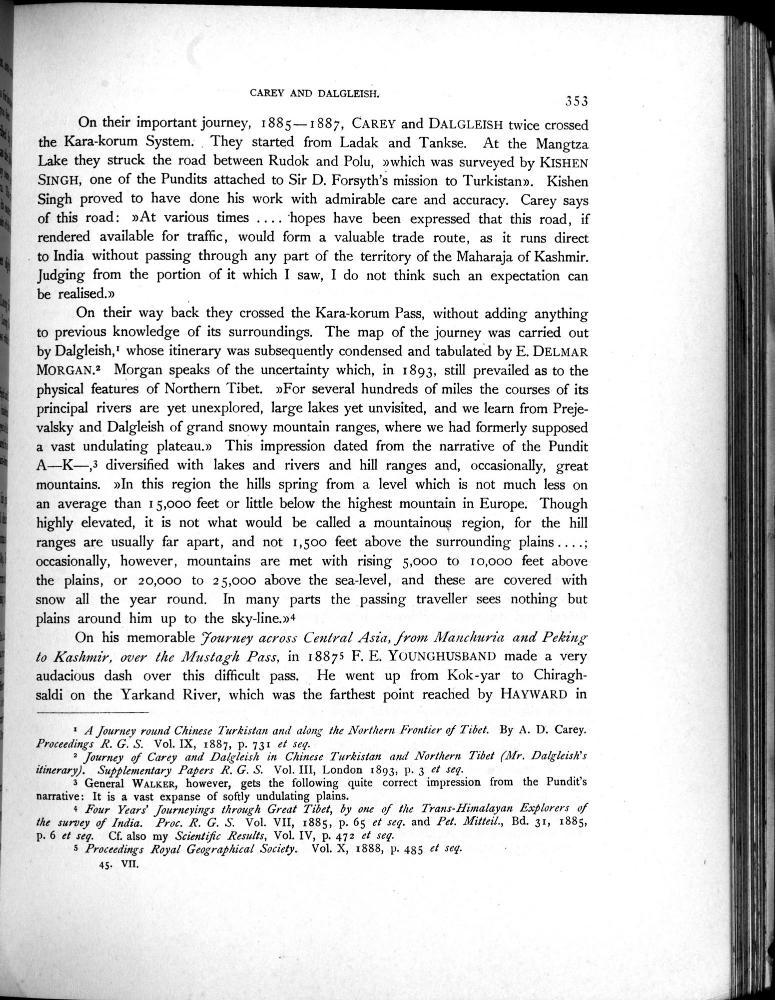 CAREY AND DALGLEISH.
353
On their important journey, 1885—1887, CAREY and DALGLEISH twice crossed
the Kara-korum System. They started from Ladak and Tankse. At the Mangtza
Lake they struck the road between Rudok and Polu, »which was surveyed by KISHEN
SINGH, one of the Pundits attached to Sir D. Forsyth's mission to Turkistan». Kishen
Singh proved to have done his work with admirable care and accuracy. Carey says
of this road: »At various times .... hopes have been expressed that this road, if
rendered available for traffic, would form a valuable trade route, as it runs direct
to India without passing through any part of the territory of the Maharaja of Kashmir.
Judging from the portion of it which I saw, I do not think such an expectation can
be realised.»
On their way back they crossed the Kara-korum Pass, without adding anything
to previous knowledge of its surroundings. The map of the journey was carried out
by Dalgleish,¹ whose itinerary was subsequently condensed and tabulated by E. DELMAR
MORGAN.² Morgan speaks of the uncertainty which, in 1893, still prevailed as to the
physical features of Northern Tibet. »For several hundreds of miles the courses of its
principal rivers are yet unexplored, large lakes yet unvisited, and we learn from Preje-
valsky and Dalgleish of grand snowy mountain ranges, where we had formerly supposed
a vast undulating plateau.» This impression dated from the narrative of the Pundit
A—K—,³ diversified with lakes and rivers and hill ranges and, occasionally, great
mountains. »In this region the hills spring from a level which is not much less on
an average than 15,000 feet or little below the highest mountain in Europe. Though
highly elevated, it is not what would be called a mountainous region, for the hill
ranges are usually far apart, and not 1,500 feet above the surrounding plains....;
occasionally, however, mountains are met with rising 5,000 to 10,000 feet above
the plains, or 20,000 to 25,000 above the sea-level, and these are covered with
snow all the year round. In many parts the passing traveller sees nothing but
plains around him up to the sky-line.»⁴
On his memorable Journey across Central Asia, from Manchuria and Peking
to Kashmir, over the Mustagh Pass, in 1887⁵ F. E. YOUNGHUSBAND made a very
audacious dash over this difficult pass. He went up from Kok-yar to Chiragh-
saldi on the Yarkand River, which was the farthest point reached by HAYWARD in
¹ A Journey round Chinese Turkistan and along the Northern Frontier of Tibet. By A. D. Carey.
Proceedings R. G. S. Vol. IX, 1887, p. 731 et seq.
² Journey of Carey and Dalgleish in Chinese Turkistan and Northern Tibet (Mr. Dalgleish's
itinerary). Supplementary Papers R. G. S. Vol. III, London 1893, p. 3 et seq.
³ General WALKER, however, gets the following quite correct impression from the Pundit's
narrative: It is a vast expanse of softly undulating plains.
⁴ Four Years' Journeyings through Great Tibet, by one of the Trans-Himalayan Explorers of
the survey of India. Proc. R. G. S. Vol. VII, 1885, p. 65 et seq. and Pet. Mitteil., Bd. 31, 1885,
p. 6 et seq. Cf. also my Scientific Results, Vol. IV, p. 472 et seq.
⁵ Proceedings Royal Geographical Society. Vol. X, 1888, p. 485 et seq.
45. VII.